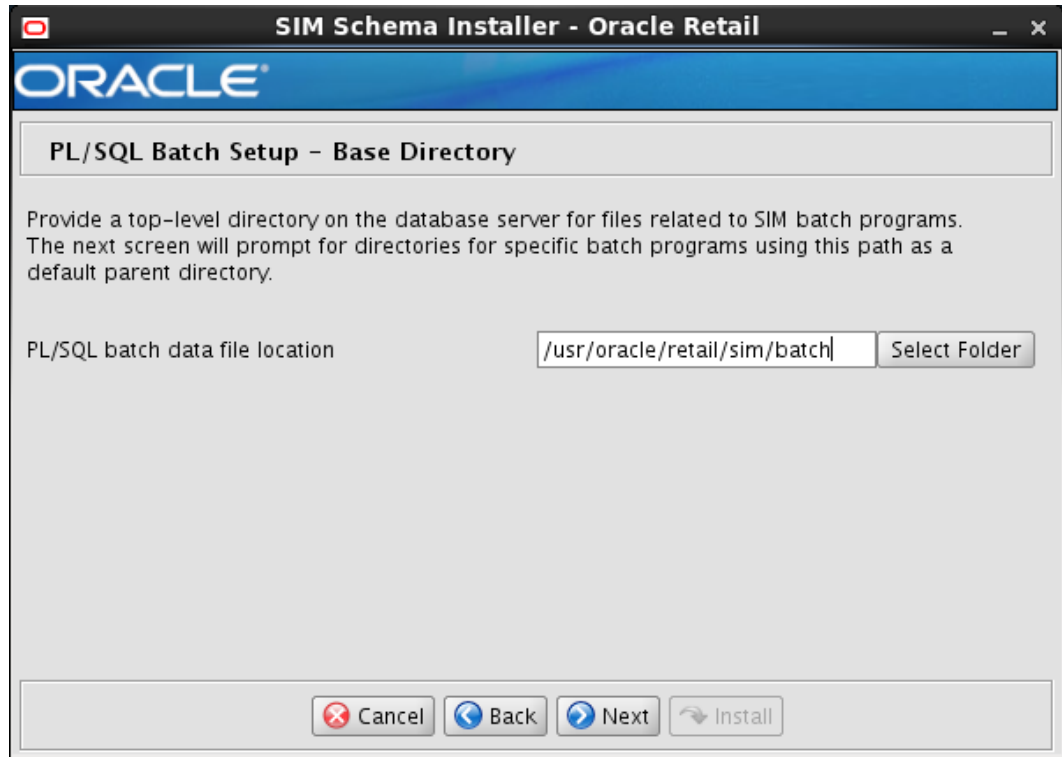 SIM Schema Installer - Oracle Retail
ORACLE®
PL/SQL Batch Setup - Base Directory
Provide a top-level directory on the database server for files related to SIM batch programs.
The next screen will prompt for directories for specific batch programs using this path as a
default parent directory.
PL/SQL batch data file location /usr/oracle/retail/sim/batch Select Folder
Cancel Back Next Install